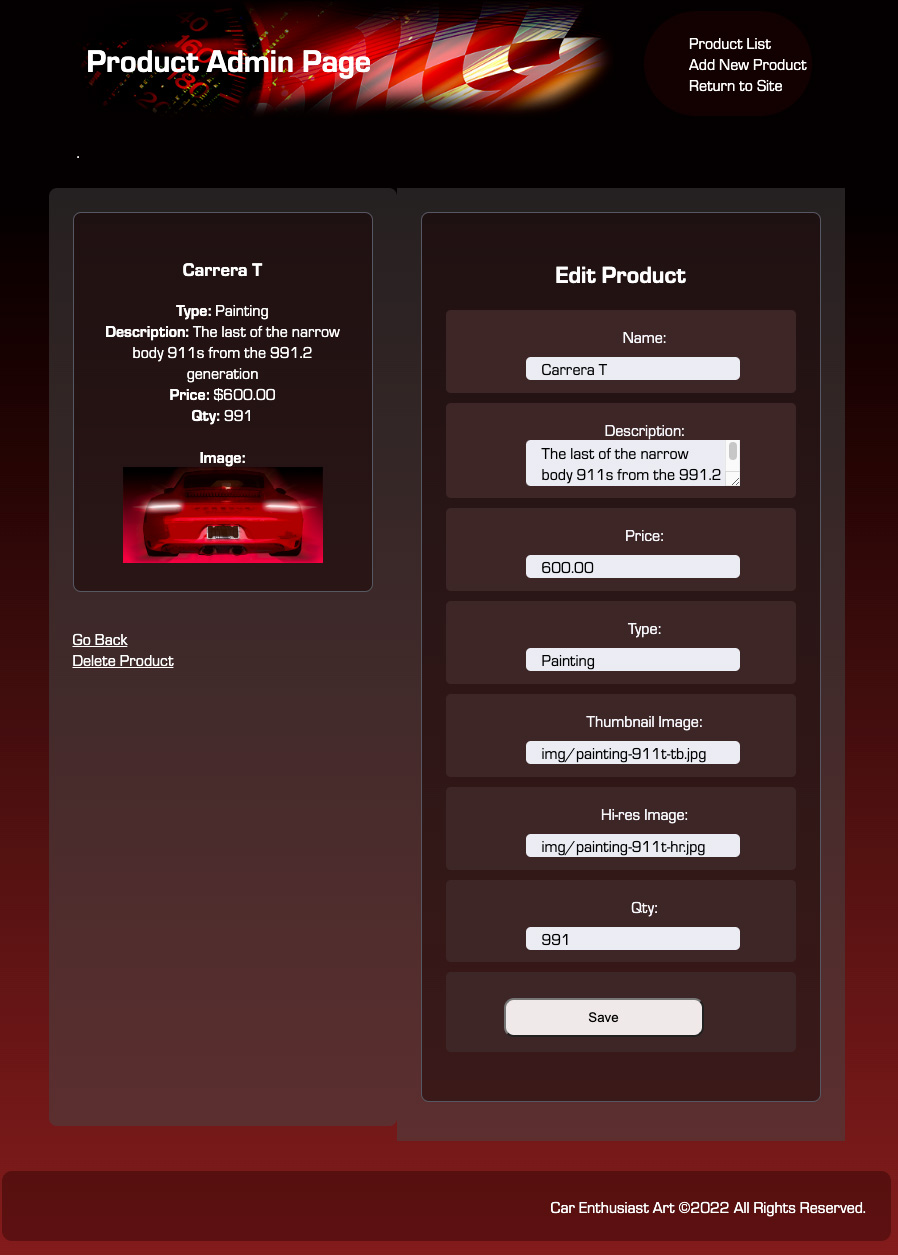 Product Admin Page
160
180
20
Product List
Add New Product
Return to Site
.
Carrera T
Type: Painting
Description: The last of the narrow
body 911s from the 991.2
generation
Price: $600.00
Qty: 991
Image:
PORSCHE
Go Back
Delete Product
Edit Product
Name:
Carrera T
Description:
The last of the narrow
body 911s from the 991.2
Price:
600.00
Type:
Painting
Thumbnail Image:
img/painting-911t-tb.jpg
Hi-res Image:
img/painting-911t-hr.jpg
Qty:
991
Save
Car Enthusiast Art ©2022 All Rights Reserved.